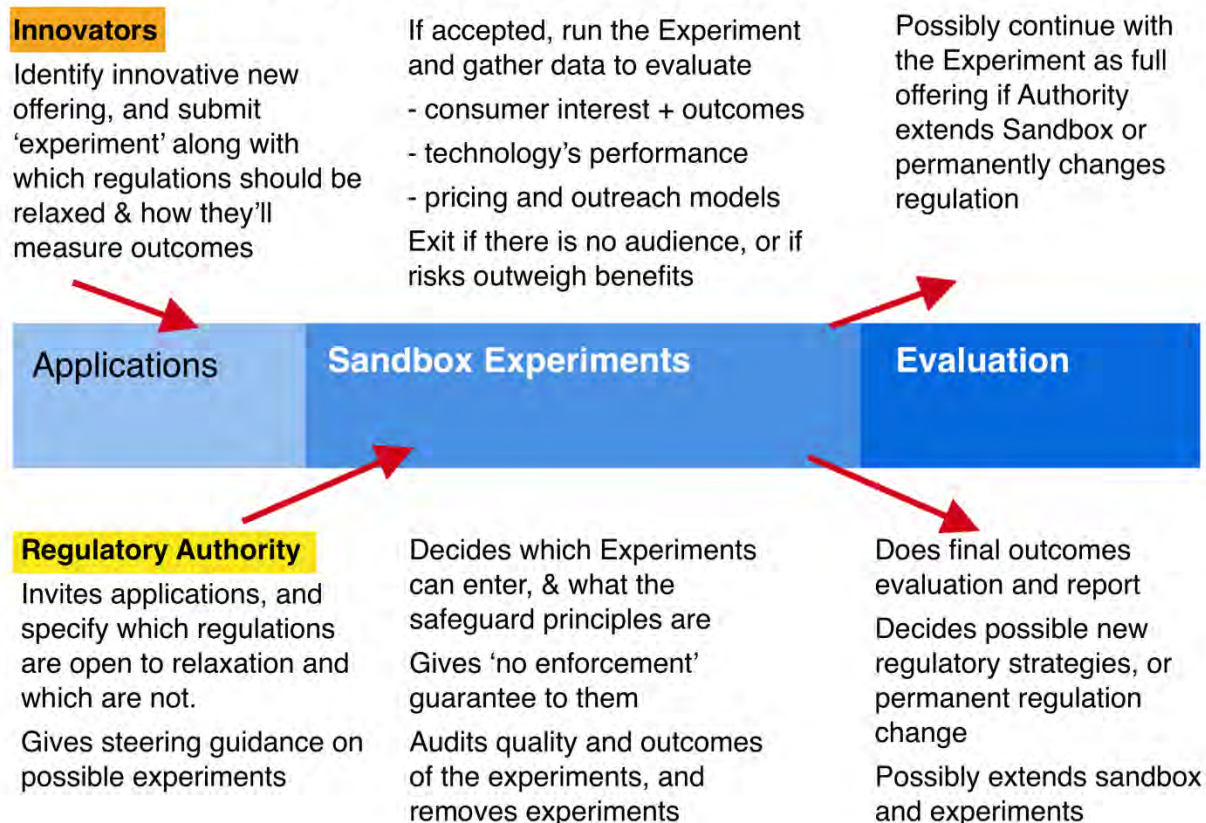 Innovators
Identify innovative new
offering, and submit
‘experiment’ along with
which regulations should be
relaxed & how they’ll
measure outcomes
If accepted, run the Experiment
and gather data to evaluate
- consumer interest + outcomes
- technology’s performance
- pricing and outreach models
Exit if there is no audience, or if
risks outweigh benefits
Possibly continue with
the Experiment as full
offering if Authority
extends Sandbox or
permanently changes
regulation
Applications
Sandbox Experiments
Evaluation
Regulatory Authority
Invites applications, and
specify which regulations
are open to relaxation and
which are not.
Gives steering guidance on
possible experiments
Decides which Experiments
can enter, & what the
safeguard principles are
Gives ‘no enforcement’
guarantee to them
Audits quality and outcomes
of the experiments, and
removes experiments
Does final outcomes
evaluation and report
Decides possible new
regulatory strategies, or
permanent regulation
change
Possibly extends sandbox
and experiments